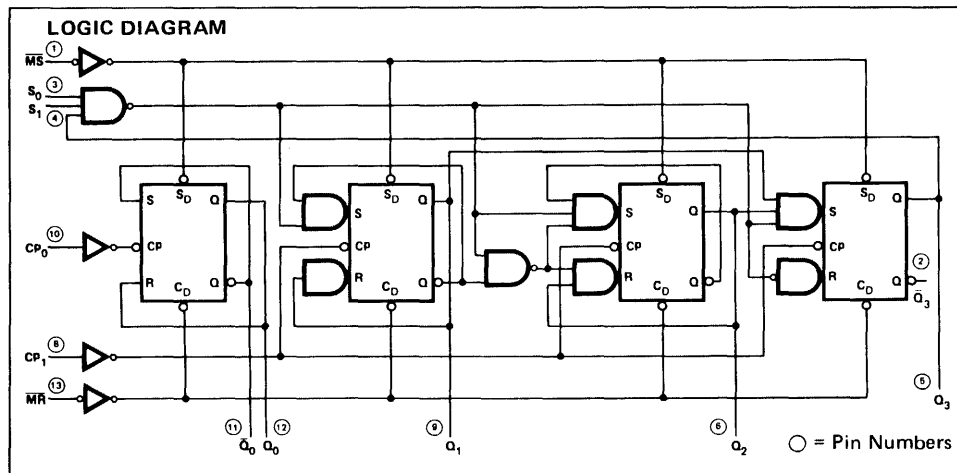 LOGIC DIAGRAM
M̅S̅ 1
S0 3
S1 4
SD SD SD SD
S Q S Q S Q S Q
CP0 10 CP CP CP CP
R Q R Q R Q R Q 2
CD CD CD CD Q̅3
CP1 8
M̅R̅ 13
5
11 12 9 6 Q3
Q̅0 Q0 Q1 Q2 = Pin Numbers